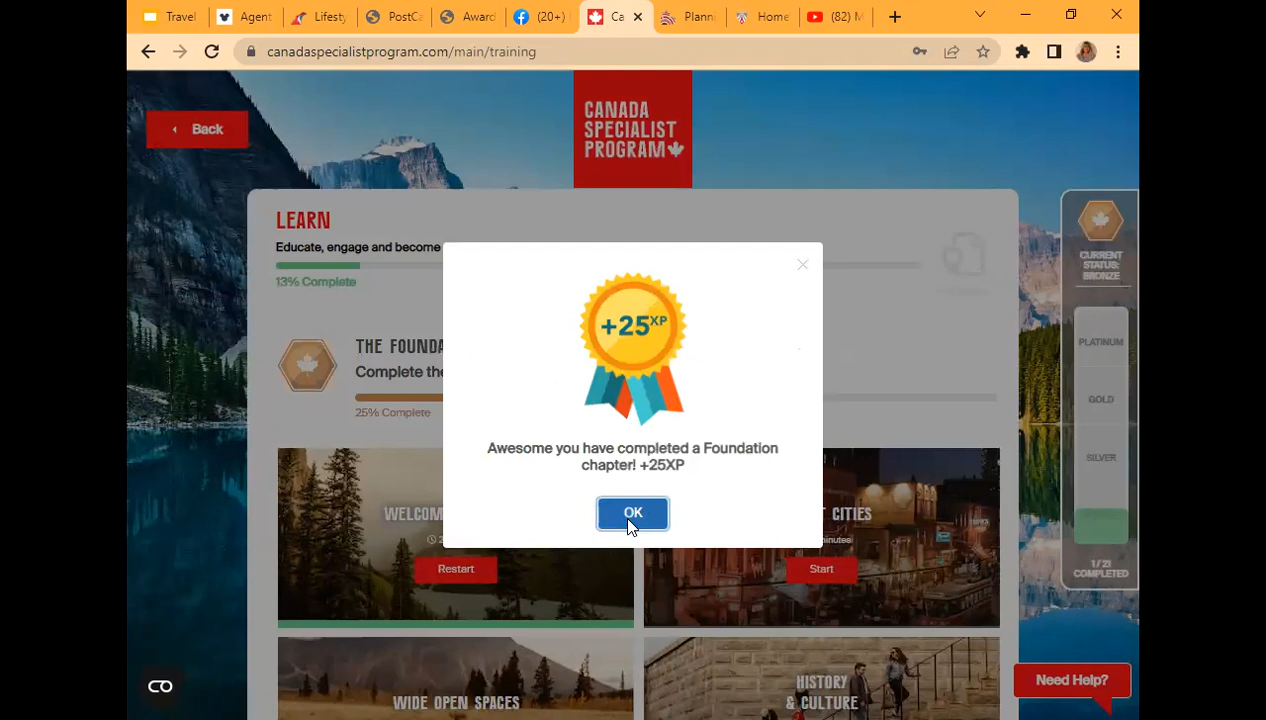 Travel
Agent
Lifesty
PostCa
Award
(20+)
Ca
Planni
Home
(82) M
canadaspecialistprogram.com/main/training
Back
CANADA
SPECIALIST
PROGRAM
LEARN
Educate, engage and become
13% Complete
THE FOUNDA
Complete the
25% Complete
+25XP
Awesome you have completed a Foundation
chapter! +25XP
OK
WELCOM
Restart
T CITIES
minutes
Start
WIDE OPEN SPACES
HISTORY
& CULTURE
CURRENT
STATUS:
BRONZE
PLATINUM
GOLD
SILVER
1 / 23
COMPLETED
Need Help?